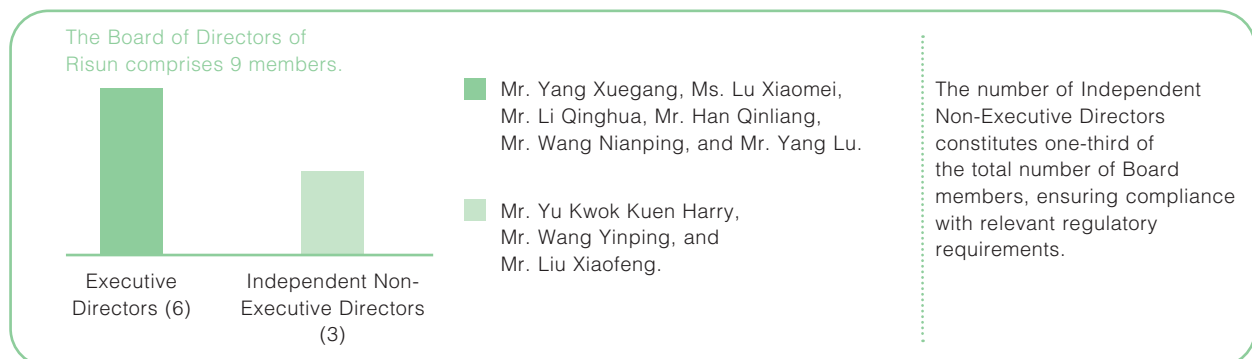 The Board of Directors of
Risun comprises 9 members.
Executive
Directors (6)
Independent Non-
Executive Directors
(3)
Mr. Yang Xuegang, Ms. Lu Xiaomei,
Mr. Li Qinghua, Mr. Han Qinliang,
Mr. Wang Nianping, and Mr. Yang Lu.
Mr. Yu Kwok Kuen Harry,
Mr. Wang Yinping, and
Mr. Liu Xiaofeng.
The number of Independent
Non-Executive Directors
constitutes one-third of
the total number of Board
members, ensuring compliance
with relevant regulatory
requirements.